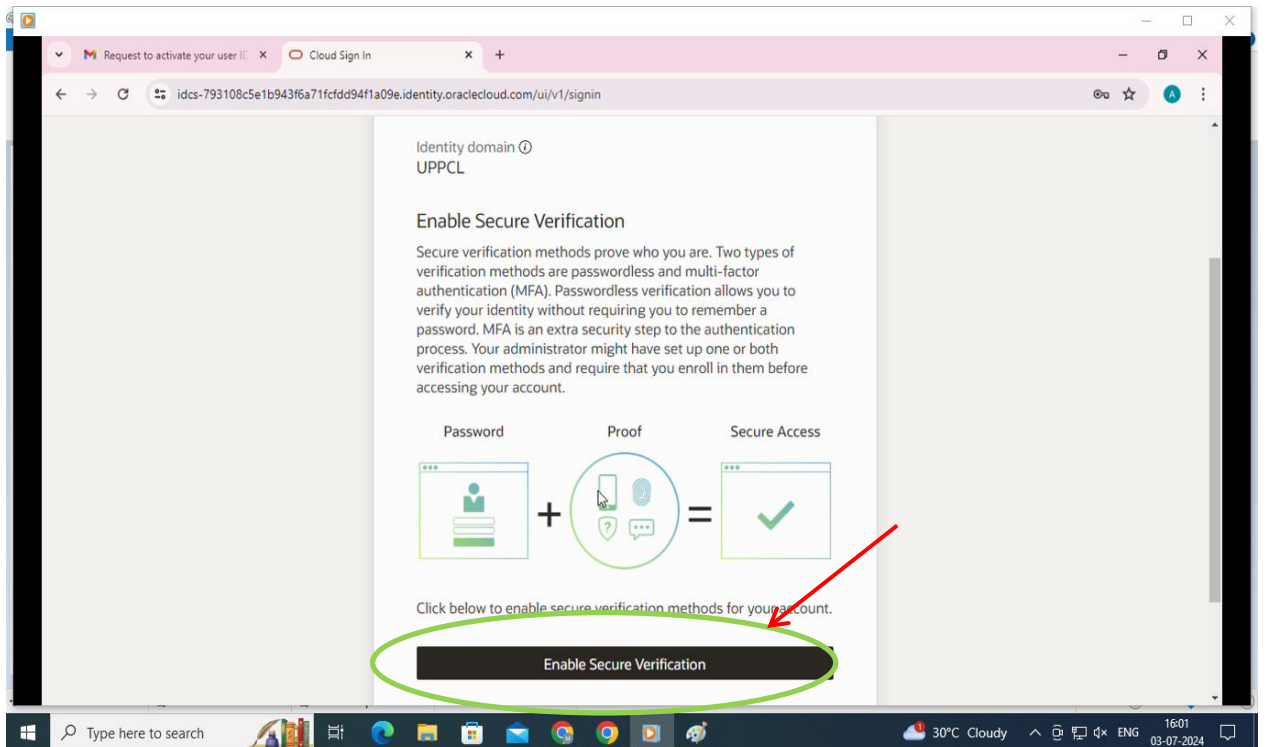 Request to activate your user I
Cloud Sign In
idcs-793108c5e1b943f6a71fcfdd94f1a09e.identity.oraclecloud.com/ui/v1/signin
A
Identity domain
UPPCL
Enable Secure Verification
Secure verification methods prove who you are. Two types of
verification methods are passwordless and multi-factor
authentication (MFA). Passwordless verification allows you to
verify your identity without requiring you to remember a
password. MFA is an extra security step to the authentication
process. Your administrator might have set up one or both
verification methods and require that you enroll in them before
accessing your account.
Password Proof Secure Access
+ =
Click below to enable secure verification methods for your account.
Enable Secure Verification
Type here to search
30°C Cloudy
ENG
16:01
03-07-2024